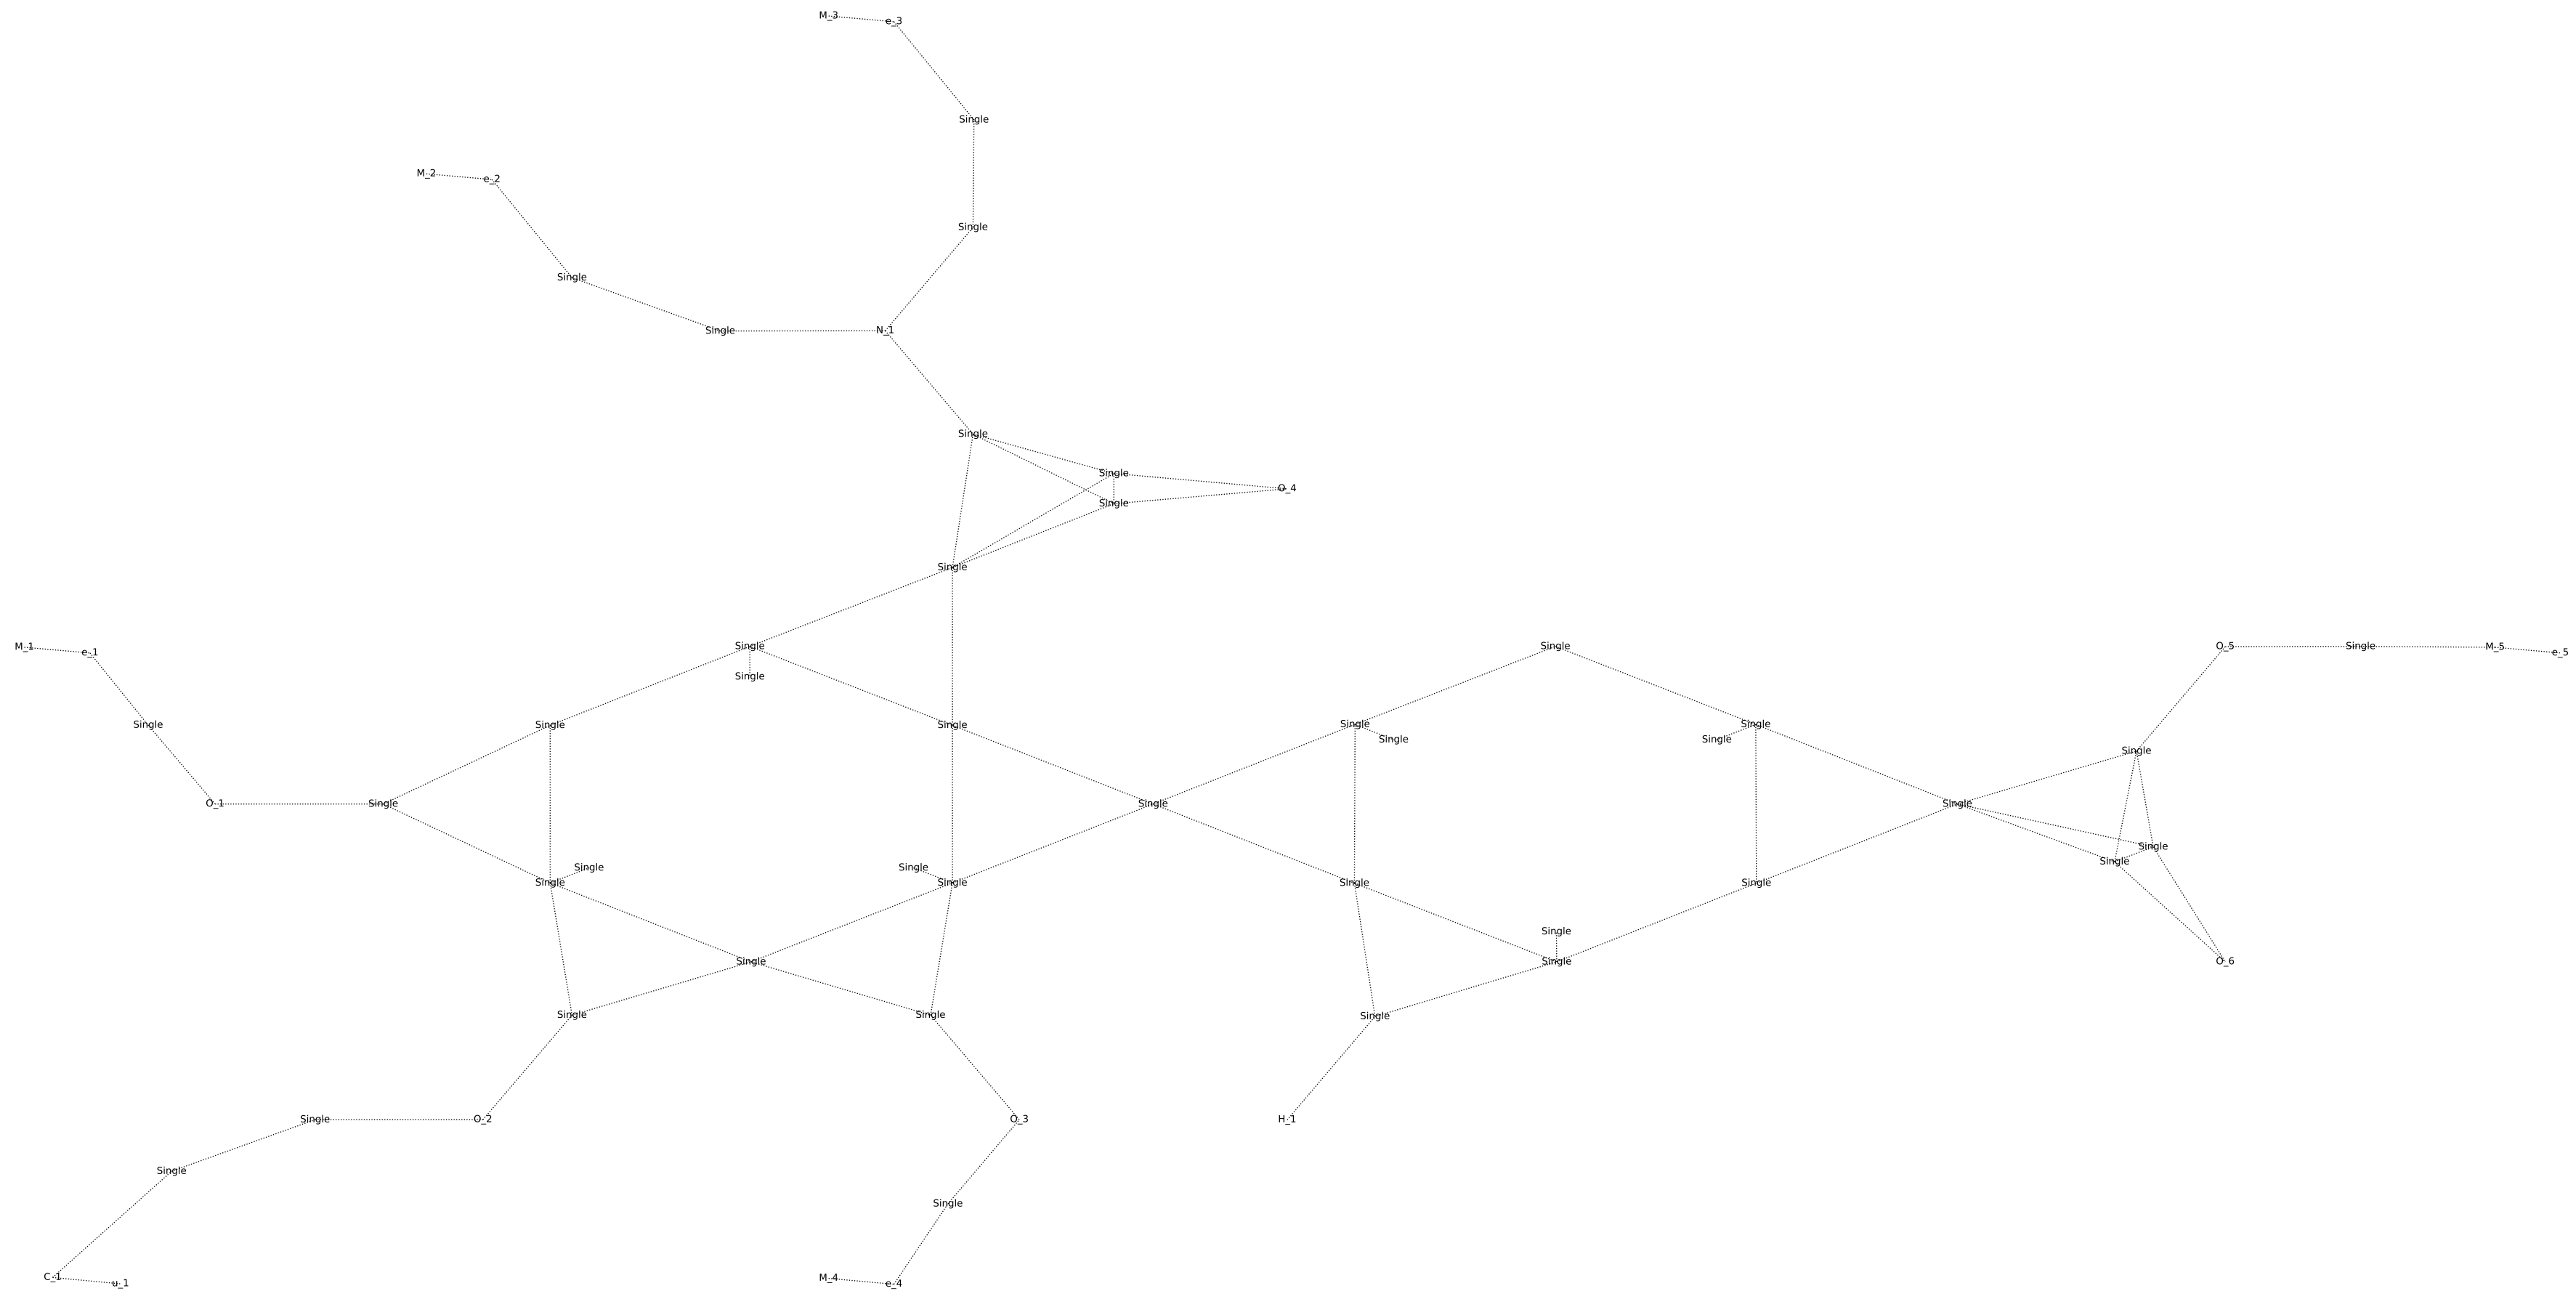 M_3 e_3
Single
M_2 e_2
Single
Single
Single N_1
Single
Single
O_4
Single
Single
M_1 e_1
Single Single O_5 Single M_5 e_5
Single
Single Single Single Single Single
Single Single
Single
O_1 Single Single Single
Single
Single
Single Single
Single Single Single Single
Single
Single Single O_6
Single Single Single
Single O_2 O_3 H_1
Single
Single
C_1 u_1 M_4 e_4